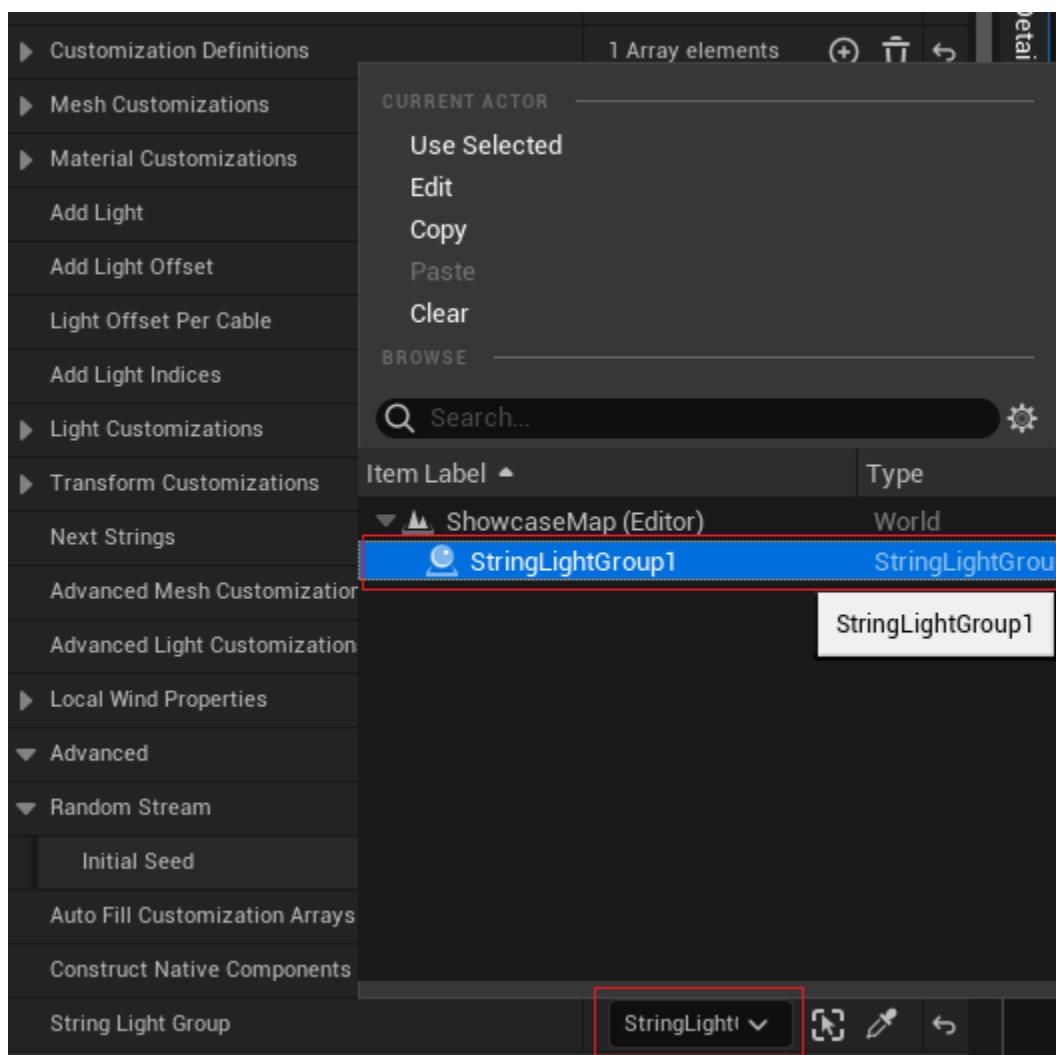 Customization Definitions 1 Array elements
Detai
Mesh Customizations
Material Customizations
Add Light
Add Light Offset
Light Offset Per Cable
Add Light Indices
Light Customizations
Transform Customizations
Next Strings
Advanced Mesh Customization
Advanced Light Customization
Local Wind Properties
Advanced
Random Stream
Initial Seed
Auto Fill Customization Arrays
Construct Native Components
String Light Group StringLight
CURRENT ACTOR
Use Selected
Edit
Copy
Paste
Clear
BROWSE
Search...
Item Label Type
ShowcaseMap (Editor) World
StringLightGroup1 StringLightGrou
StringLightGroup1